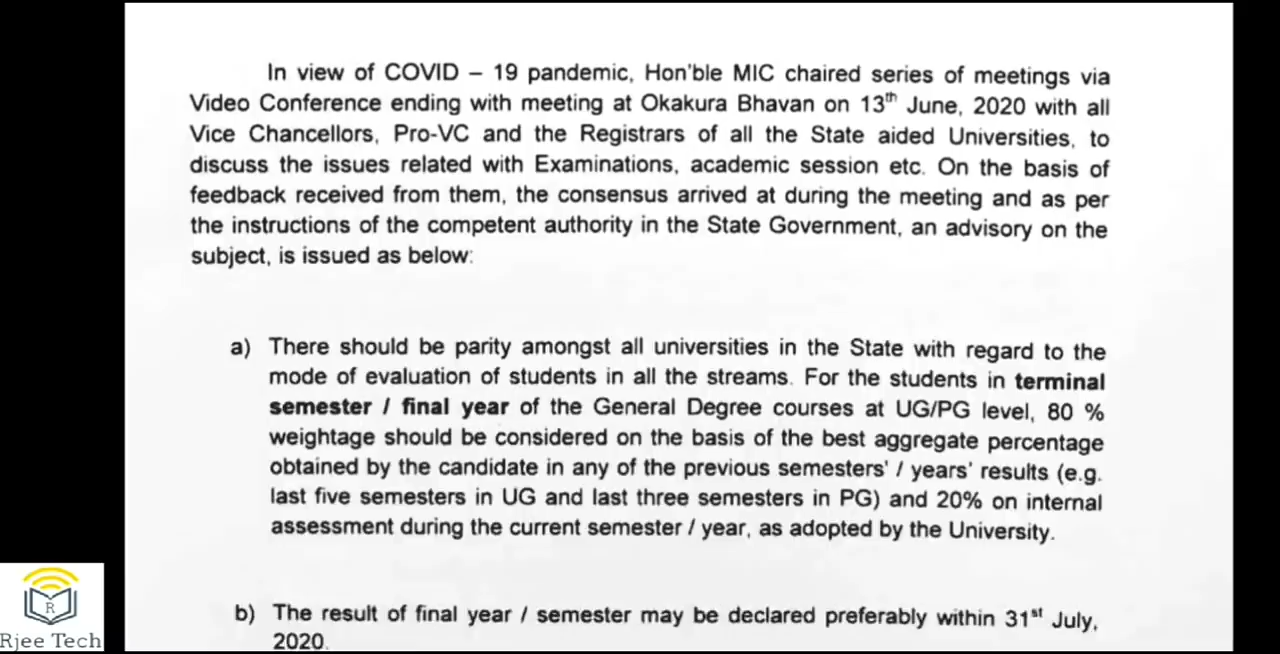 In view of COVID – 19 pandemic, Hon'ble MIC chaired series of meetings via
Video Conference ending with meeting at Okakura Bhavan on 13th June, 2020 with all
Vice Chancellors, Pro-VC and the Registrars of all the State aided Universities, to
discuss the issues related with Examinations, academic session etc. On the basis of
feedback received from them, the consensus arrived at during the meeting and as per
the instructions of the competent authority in the State Government, an advisory on the
subject, is issued as below:
a) There should be parity amongst all universities in the State with regard to the
mode of evaluation of students in all the streams. For the students in terminal
semester / final year of the General Degree courses at UG/PG level, 80 %
weightage should be considered on the basis of the best aggregate percentage
obtained by the candidate in any of the previous semesters' / years' results (e.g.
last five semesters in UG and last three semesters in PG) and 20% on internal
assessment during the current semester / year, as adopted by the University.
b) The result of final year / semester may be declared preferably within 31st July,
2020.
R
Rjee Tech